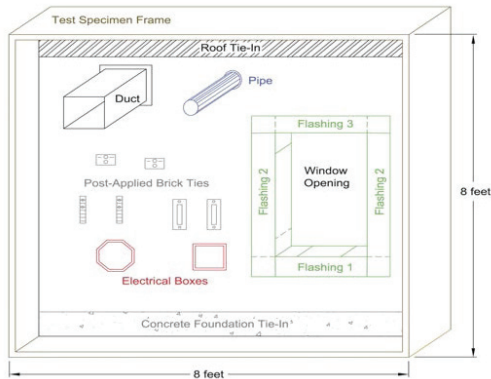 Test Specimen Frame
Roof Tie-In
Duct
Pipe
Flashing 3
Post-Applied Brick Ties
Flashing 2
Window
Opening
Flashing 2
8 feet
Electrical Boxes
Flashing 1
Concrete Foundation Tie-In
8 feet